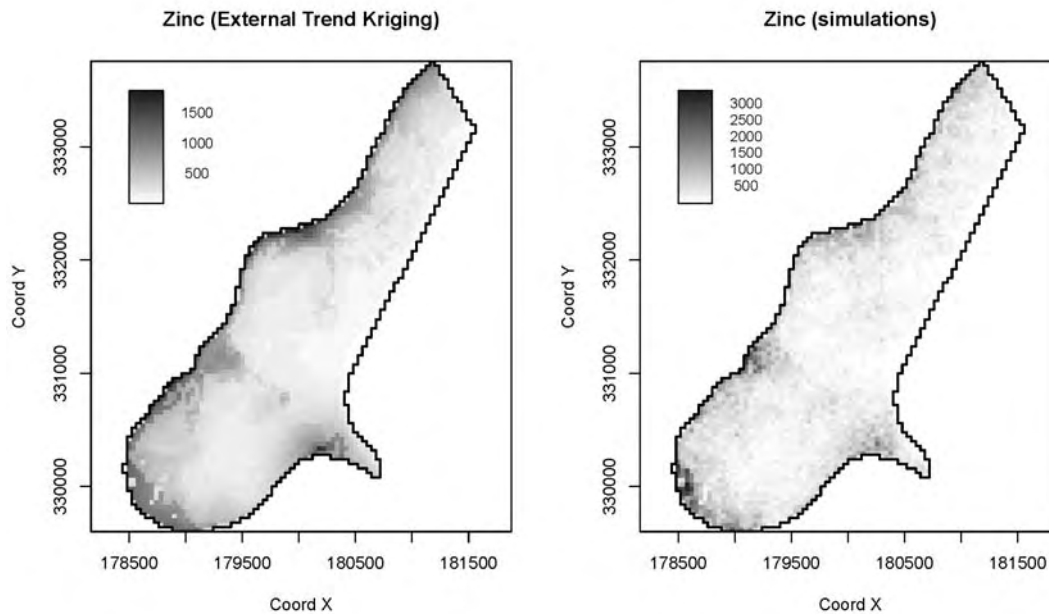 Zinc (External Trend Kriging)
1500
1000
500
333000
332000
331000
330000
Coord Y
178500 179500 180500 181500
Coord X
Zinc (simulations)
3000
2500
2000
1500
1000
500
333000
332000
331000
330000
Coord Y
178500 179500 180500 181500
Coord X